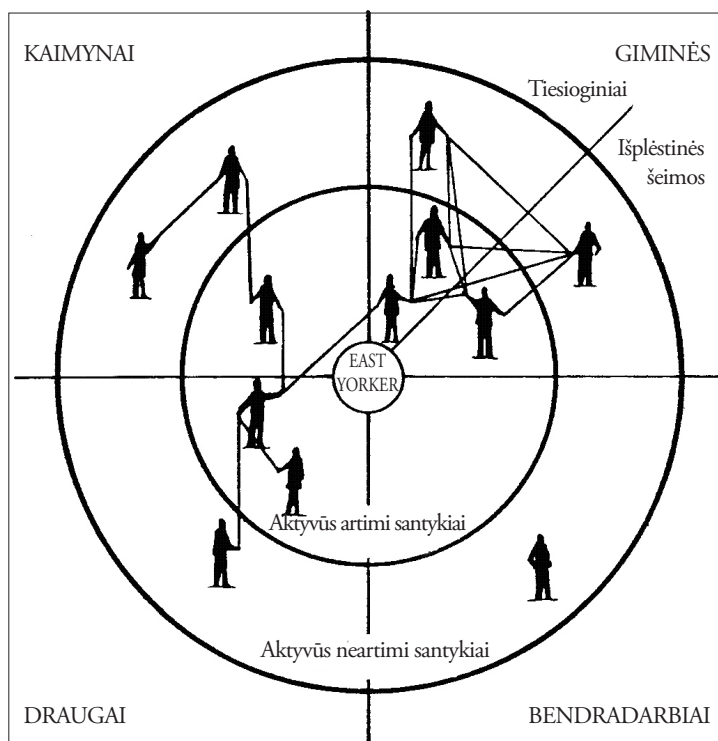 KAIMYNAI
GIMINĖS
Tiesioginiai
Išplėstinės
šeimos
EAST
YORKER
Aktyvūs artimi santykiai
Aktyvūs neartimi santykiai
DRAUGAI
BENDRADARBIAI